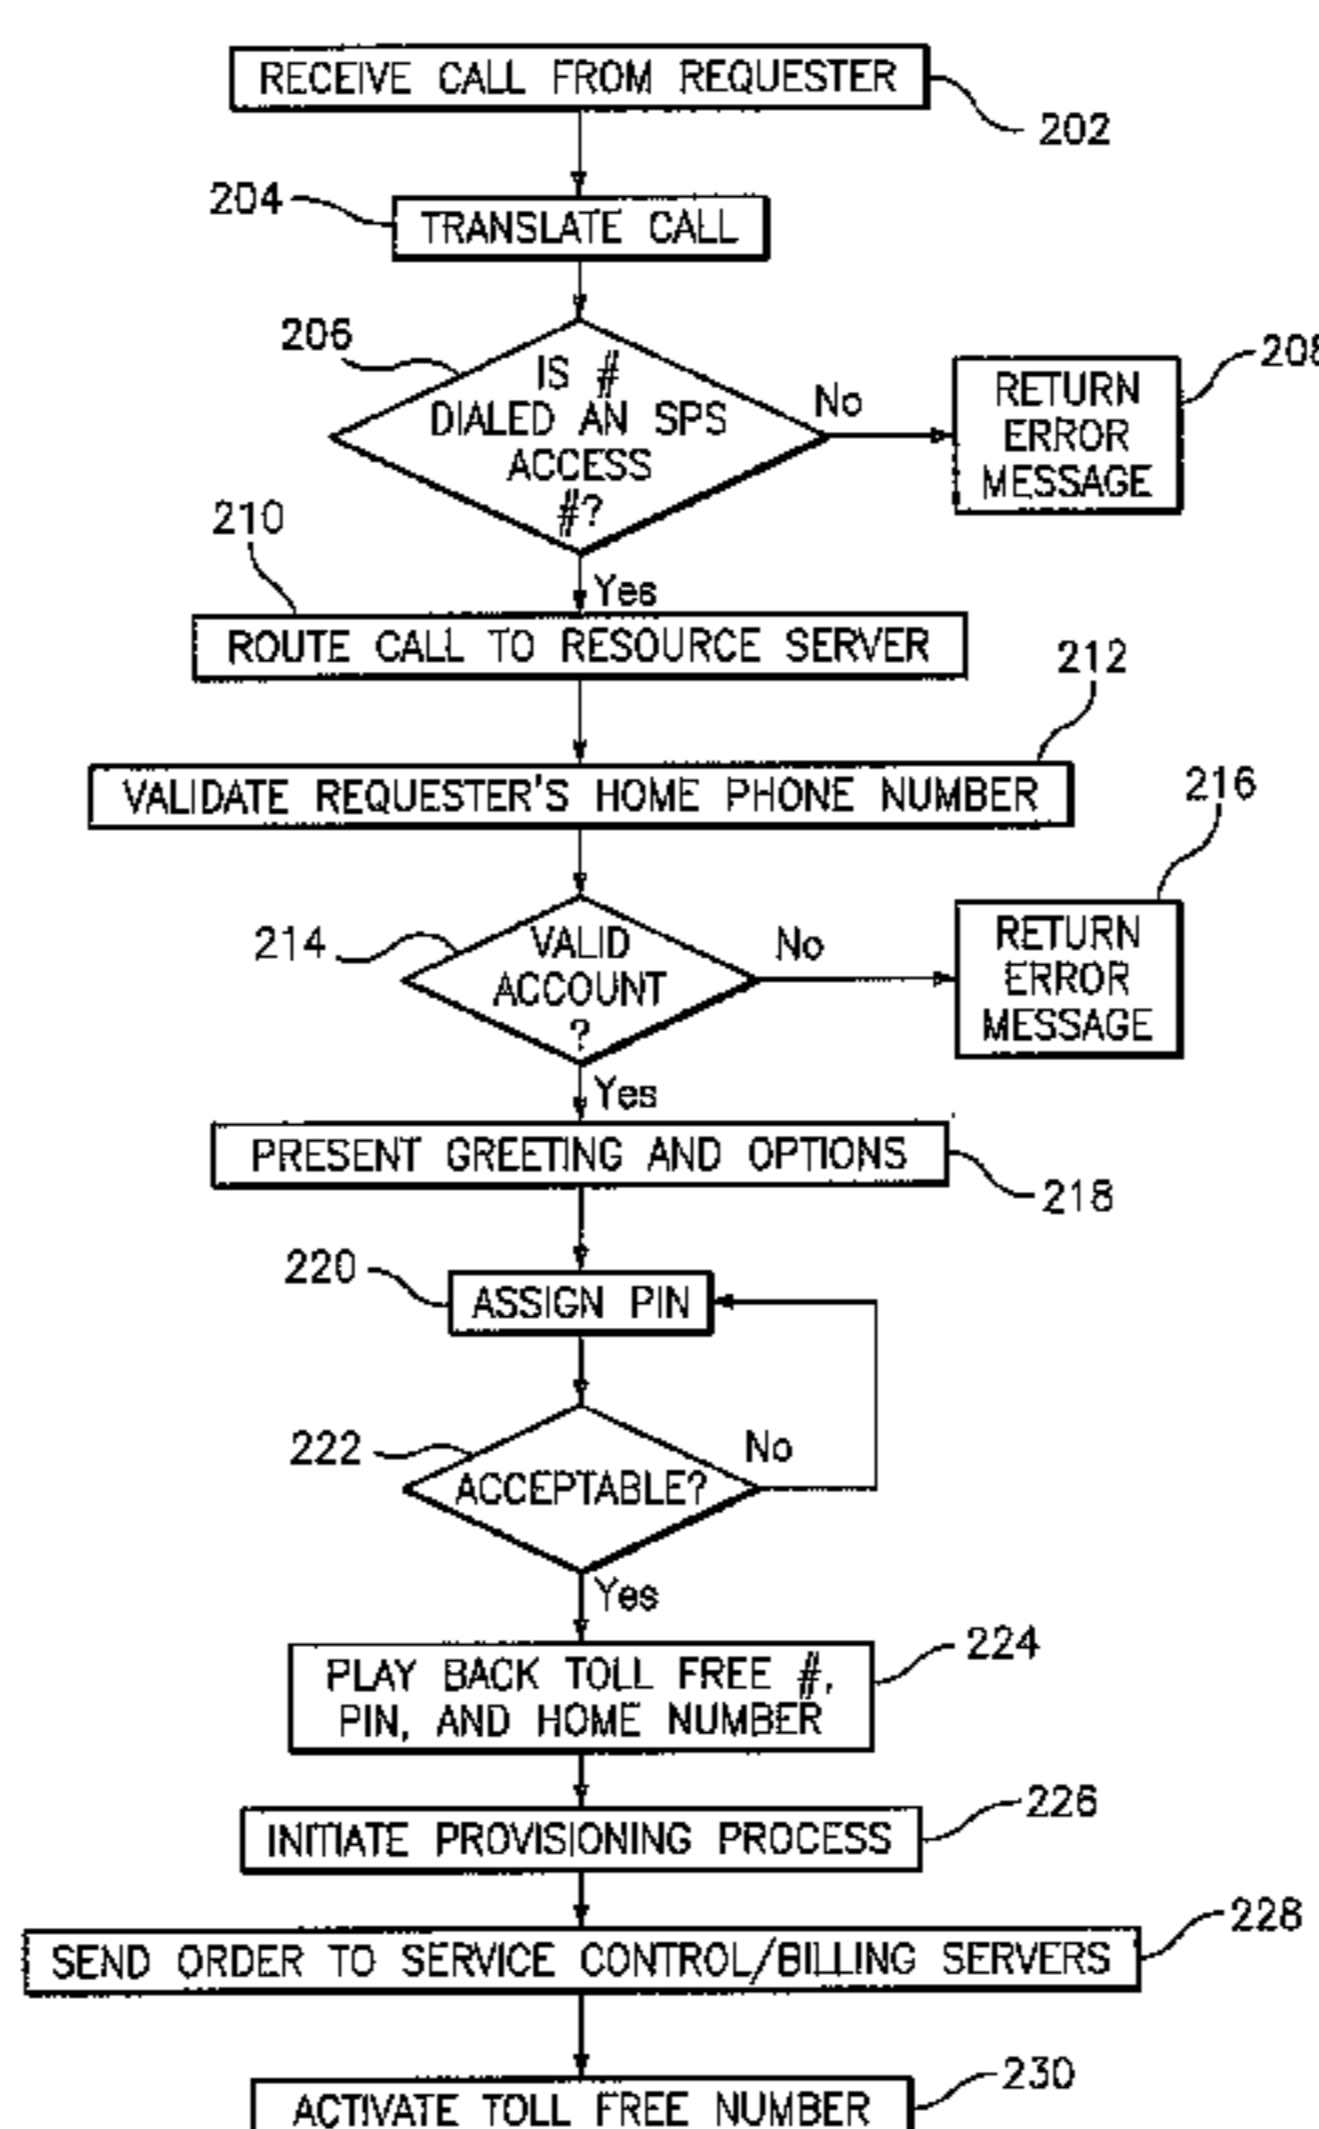 RECEIVE CALL FROM REQUESTER
202
204
TRANSLATE CALL
206
IS #
DIALED AN SPS
ACCESS
#?
No
RETURN
ERROR
MESSAGE
208
Yes
210
ROUTE CALL TO RESOURCE SERVER
212
VALIDATE REQUESTER'S HOME PHONE NUMBER
214
VALID
ACCOUNT
?
No
216
RETURN
ERROR
MESSAGE
Yes
PRESENT GREETING AND OPTIONS
218
220
ASSIGN PIN
222
ACCEPTABLE?
No
Yes
PLAY BACK TOLL FREE #,
PIN, AND HOME NUMBER
224
INITIATE PROVISIONING PROCESS
226
SEND ORDER TO SERVICE CONTROL/BILLING SERVERS
228
ACTIVATE TOLL FREE NUMBER
230